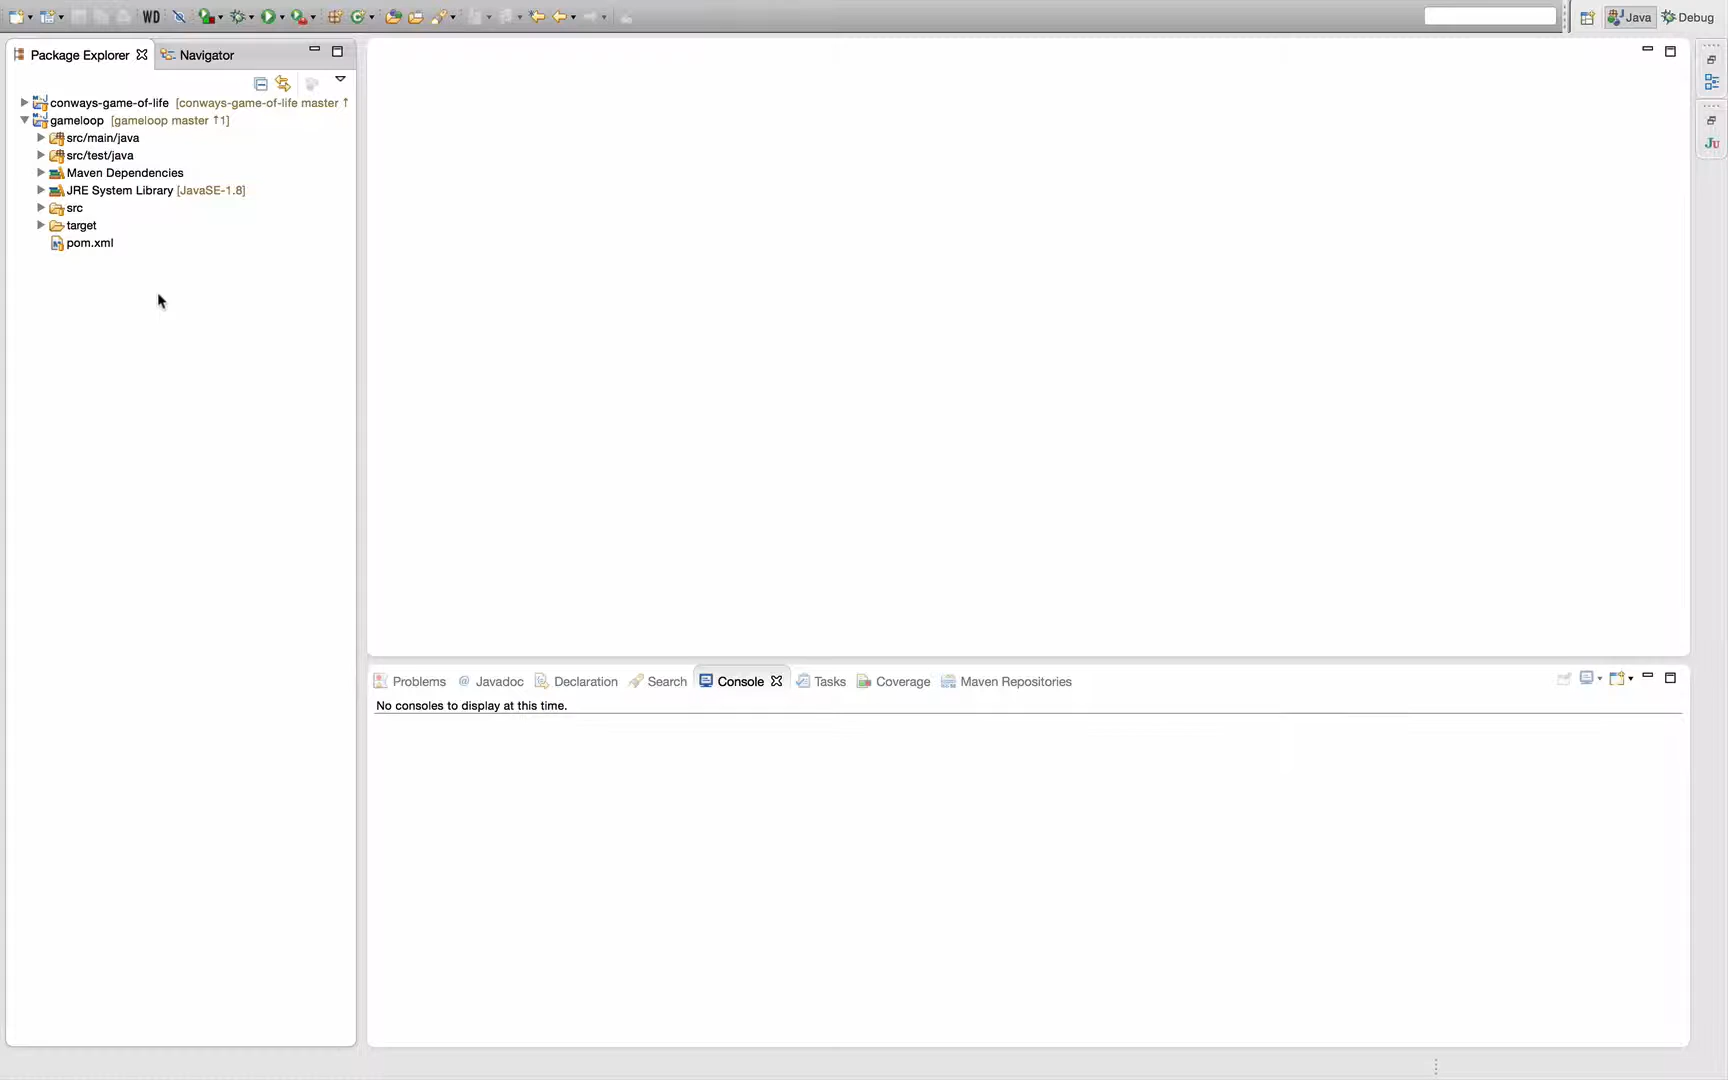 WD
Java
Debug
Package Explorer
Navigator
conways-game-of-life [conways-game-of-life master ↑
gameloop [gameloop master ↑1]
src/main/java
src/test/java
Maven Dependencies
JRE System Library [JavaSE-1.8]
src
target
pom.xml
Ju
Problems
@ Javadoc
Declaration
Search
Console
Tasks
Coverage
Maven Repositories
No consoles to display at this time.